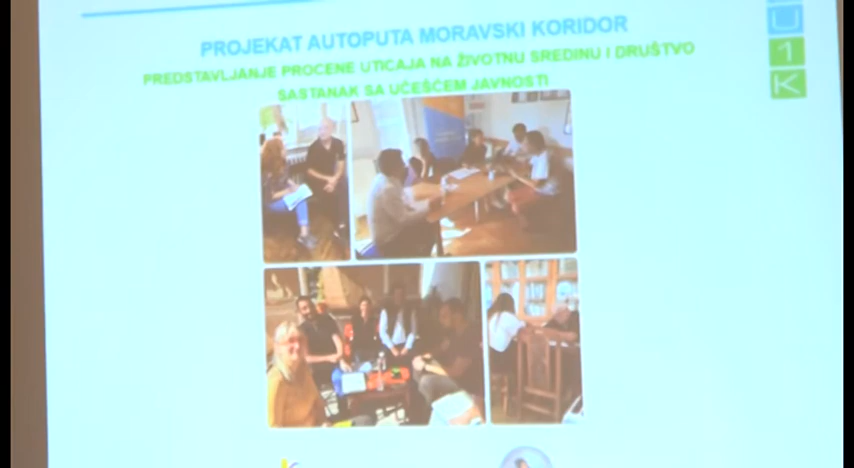 PROJEKAT AUTOPUTA MORAVSKI KORIDOR
PREDSTAVLJANJE PROCENE UTICAJA NA ŽIVOTNU SREDINU I DRUŠTVO
SASTANAK SA UČEŠĆEM JAVNOSTI
U
1
K